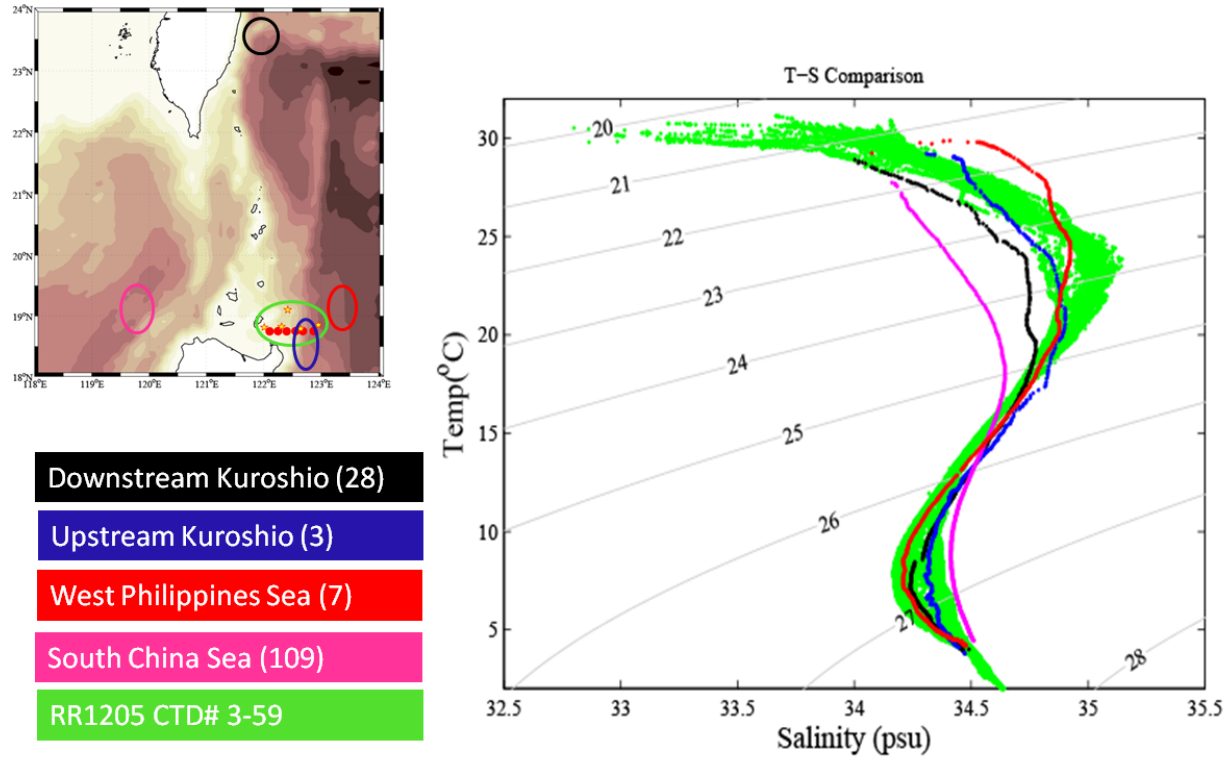 24°N
23°N
22°N
21°N
20°N
19°N
18°N
118°E
119°E
120°E
121°E
122°E
123°E
124°E
Downstream Kuroshio (28)
Upstream Kuroshio (3)
West Philippines Sea (7)
South China Sea (109)
RR1205 CTD# 3-59
T-S Comparison
Temp(°C)
30
25
20
15
10
5
20
21
22
23
24
25
26
27
28
32.5
33
33.5
34
34.5
35
35.5
Salinity (psu)